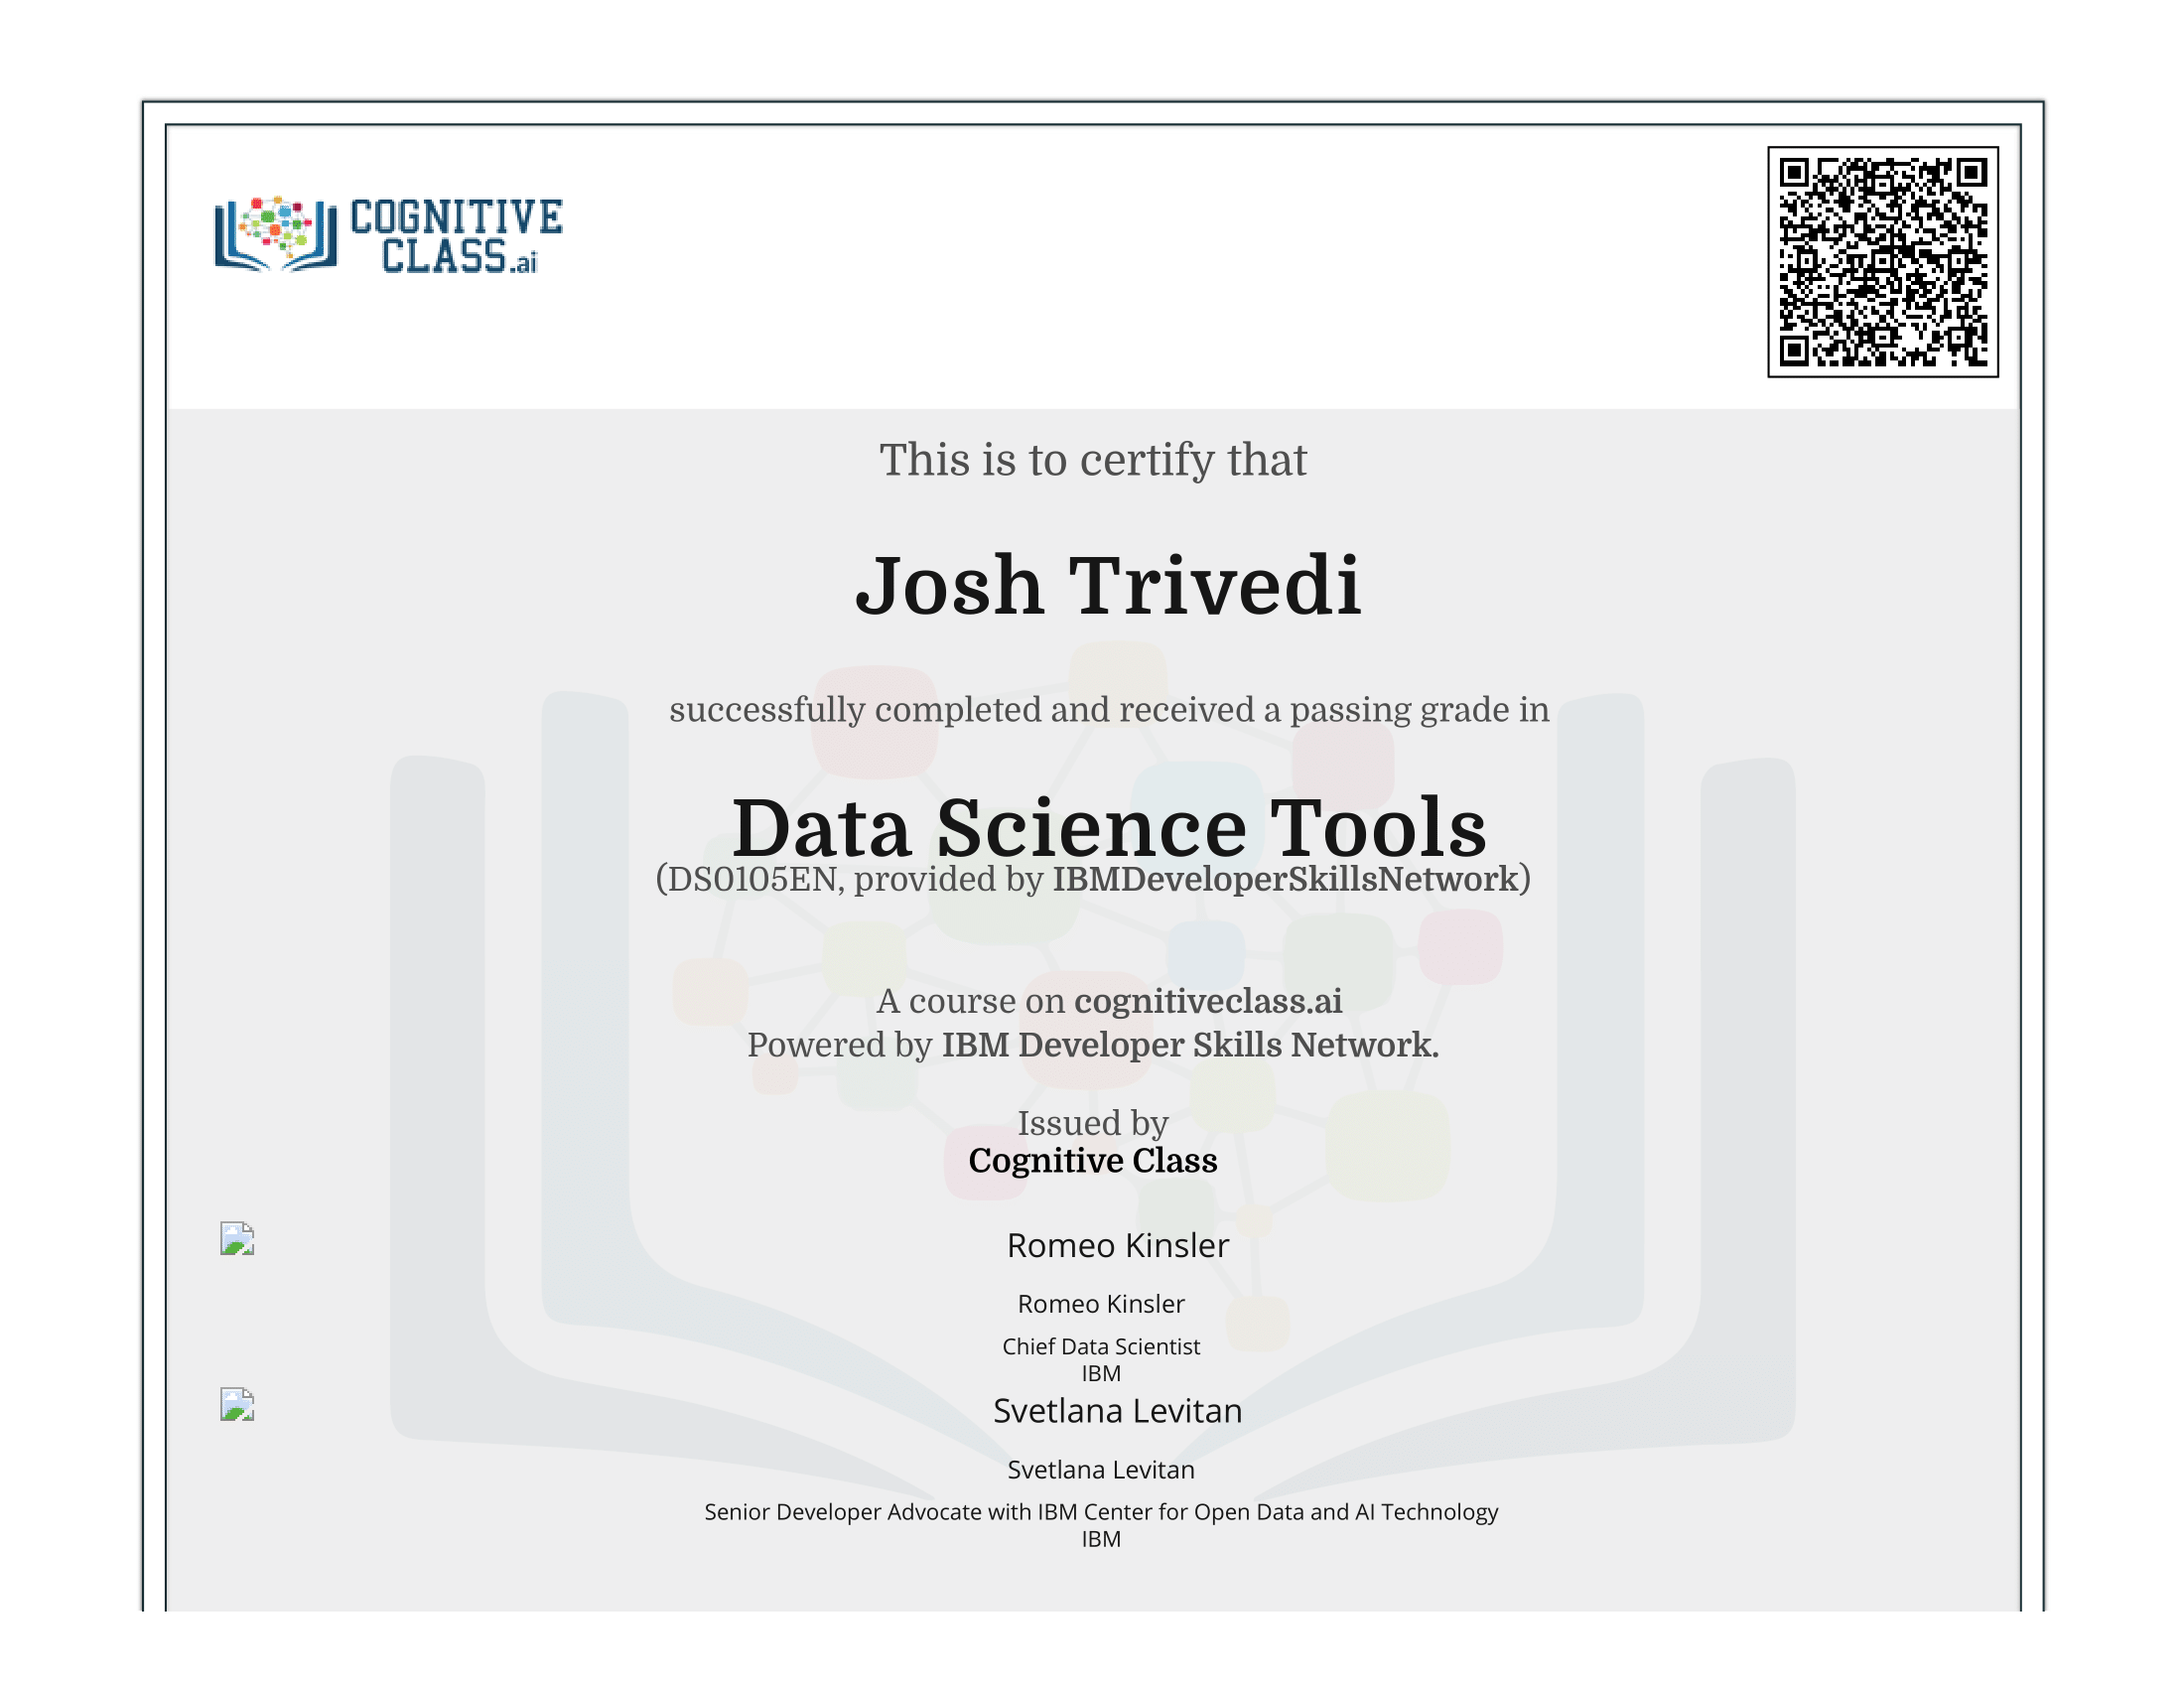 COGNITIVE
CLASS.ai
This is to certify that
Josh Trivedi
successfully completed and received a passing grade in
Data Science Tools
(DS0105EN, provided by IBMDeveloperSkillsNetwork)
A course on cognitiveclass.ai
Powered by IBM Developer Skills Network.
Issued by
Cognitive Class
Romeo Kinsler
Romeo Kinsler
Chief Data Scientist
IBM
Svetlana Levitan
Svetlana Levitan
Senior Developer Advocate with IBM Center for Open Data and AI Technology
IBM